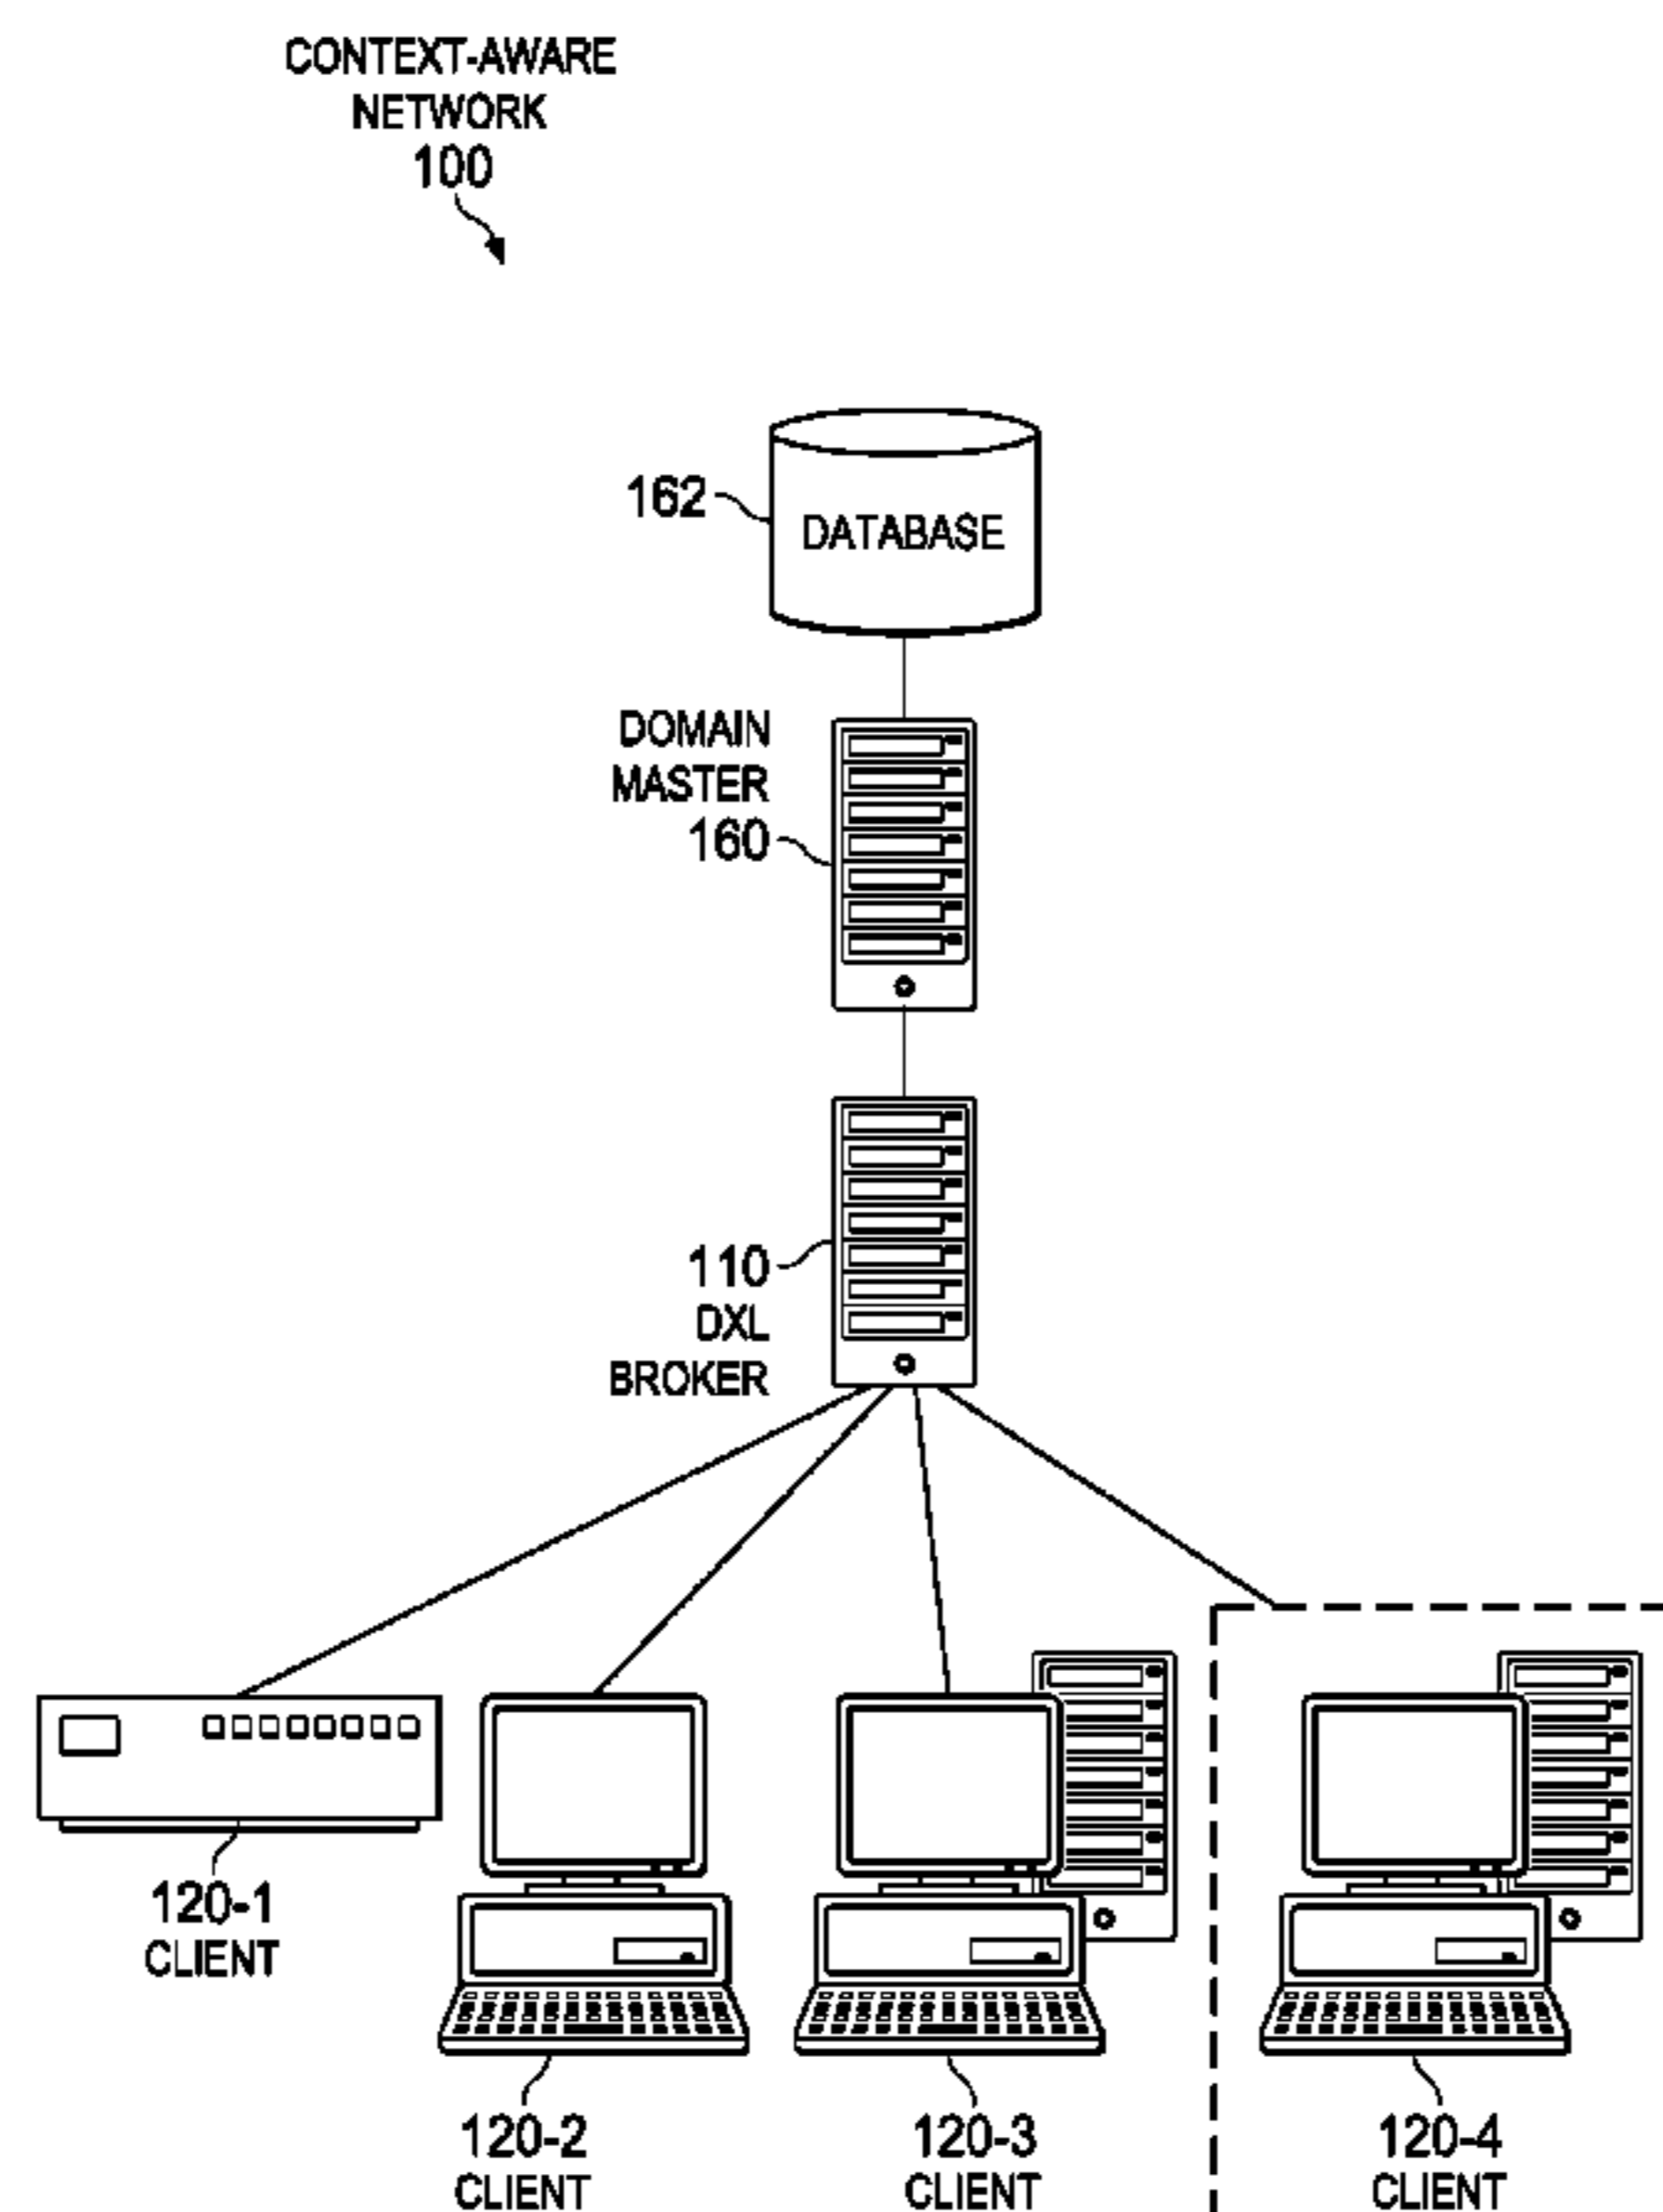 CONTEXT-AWARE
NETWORK
100
162
DATABASE
DOMAIN
MASTER
160
110
DXL
BROKER
120-1
CLIENT
120-2
CLIENT
120-3
CLIENT
120-4
CLIENT